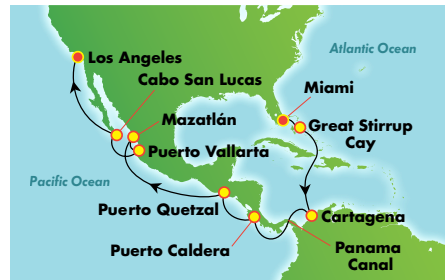 Los Angeles
Atlantic Ocean
Cabo San Lucas
Miami
Mazatlán
Great Stirrup
Cay
Puerto Vallarta
Pacific Ocean
Puerto Quetzal
Cartagena
Puerto Caldera
Panama
Canal